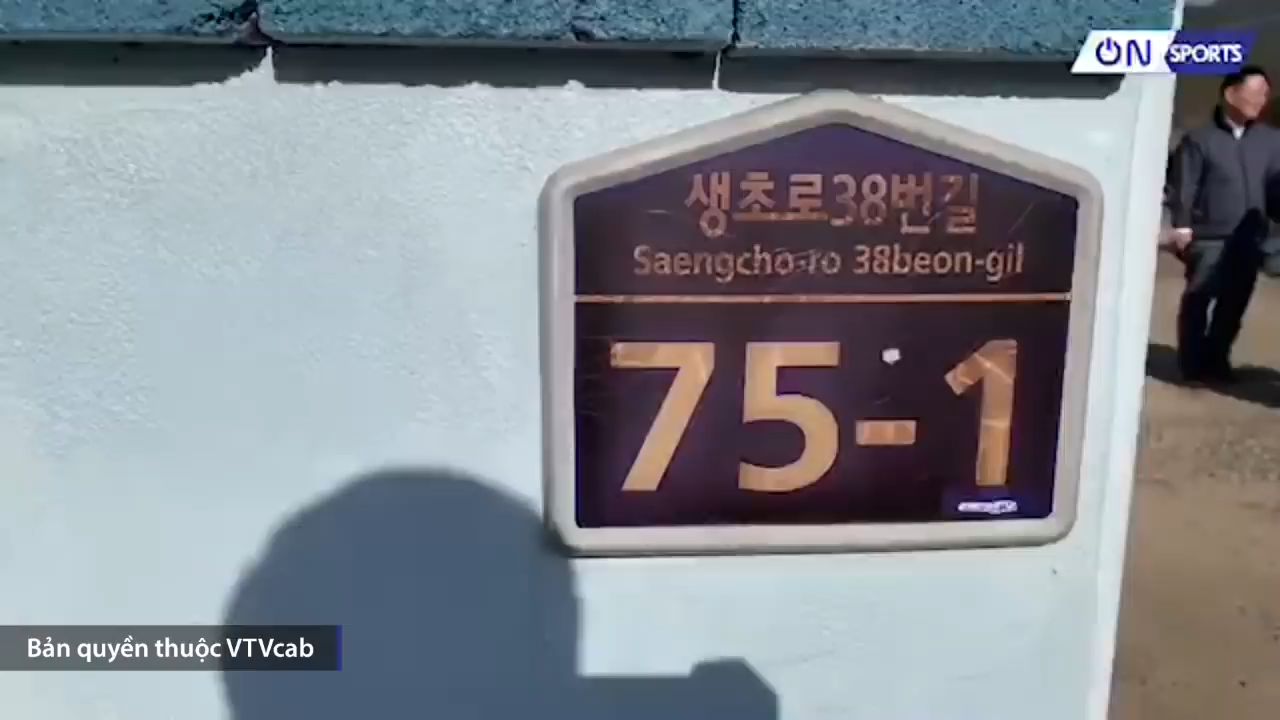 ON SPORTS
생초로38번길
Saengcho-ro 38beon-gil
75-1
Bản quyền thuộc VTVcab